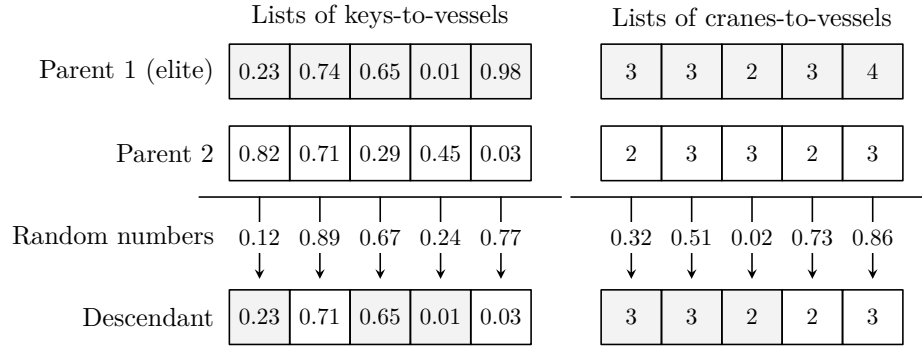 Lists of keys-to-vessels Lists of cranes-to-vessels
Parent 1 (elite) 0.23 0.74 0.65 0.01 0.98 3 3 2 3 4
Parent 2 0.82 0.71 0.29 0.45 0.03 2 3 3 2 3
Random numbers 0.12 0.89 0.67 0.24 0.77 0.32 0.51 0.02 0.73 0.86
Descendant 0.23 0.71 0.65 0.01 0.03 3 3 2 2 3